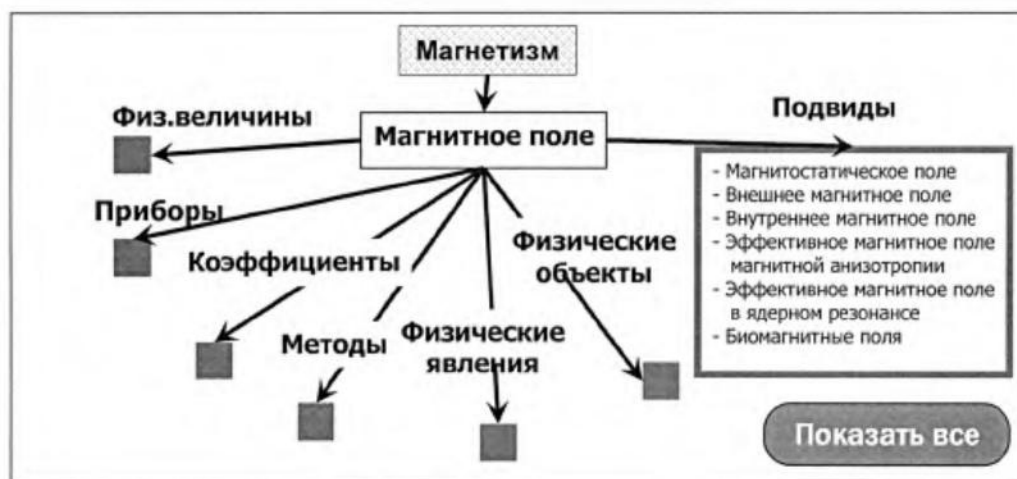 Магнетизм
Физ.величины
Магнитное поле
Подвиды
- Магнитостатическое поле
- Внешнее магнитное поле
- Внутреннее магнитное поле
- Эффективное магнитное поле
магнитной анизотропии
- Эффективное магнитное поле
в ядерном резонансе
- Биомагнитные поля
Приборы
Коэффициенты
Физические
объекты
Методы
Физические
явления
Показать все